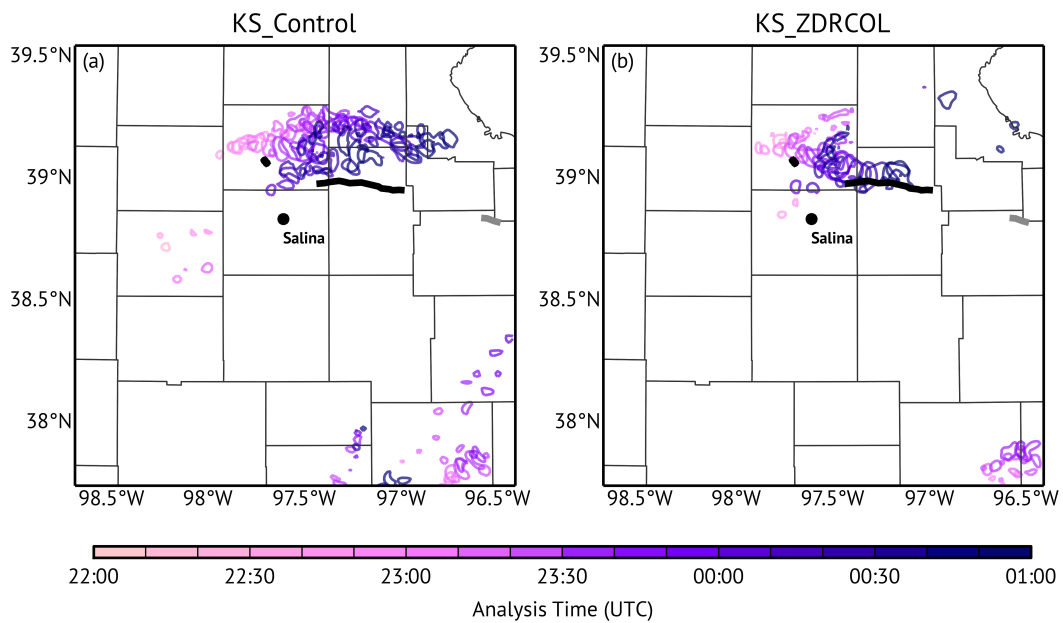 KS_Control
KS_ZDRCOL
39.5°N
(a)
39°N
Salina
38.5°N
38°N
98.5°W 98°W 97.5°W 97°W 96.5°W
39.5°N
(b)
39°N
Salina
38.5°N
38°N
98.5°W 98°W 97.5°W 97°W 96.5°W
22:00 22:30 23:00 23:30 00:00 00:30 01:00
Analysis Time (UTC)